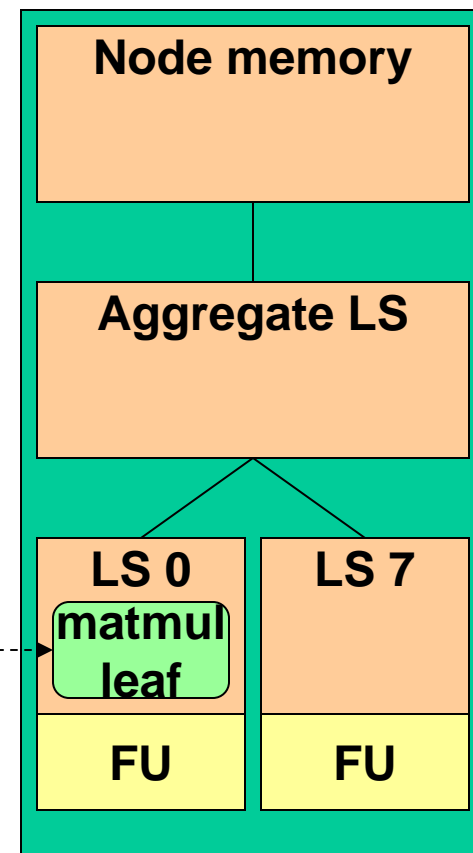 Node memory
Aggregate LS
LS 0
LS 7
matmul
leaf
FU
FU